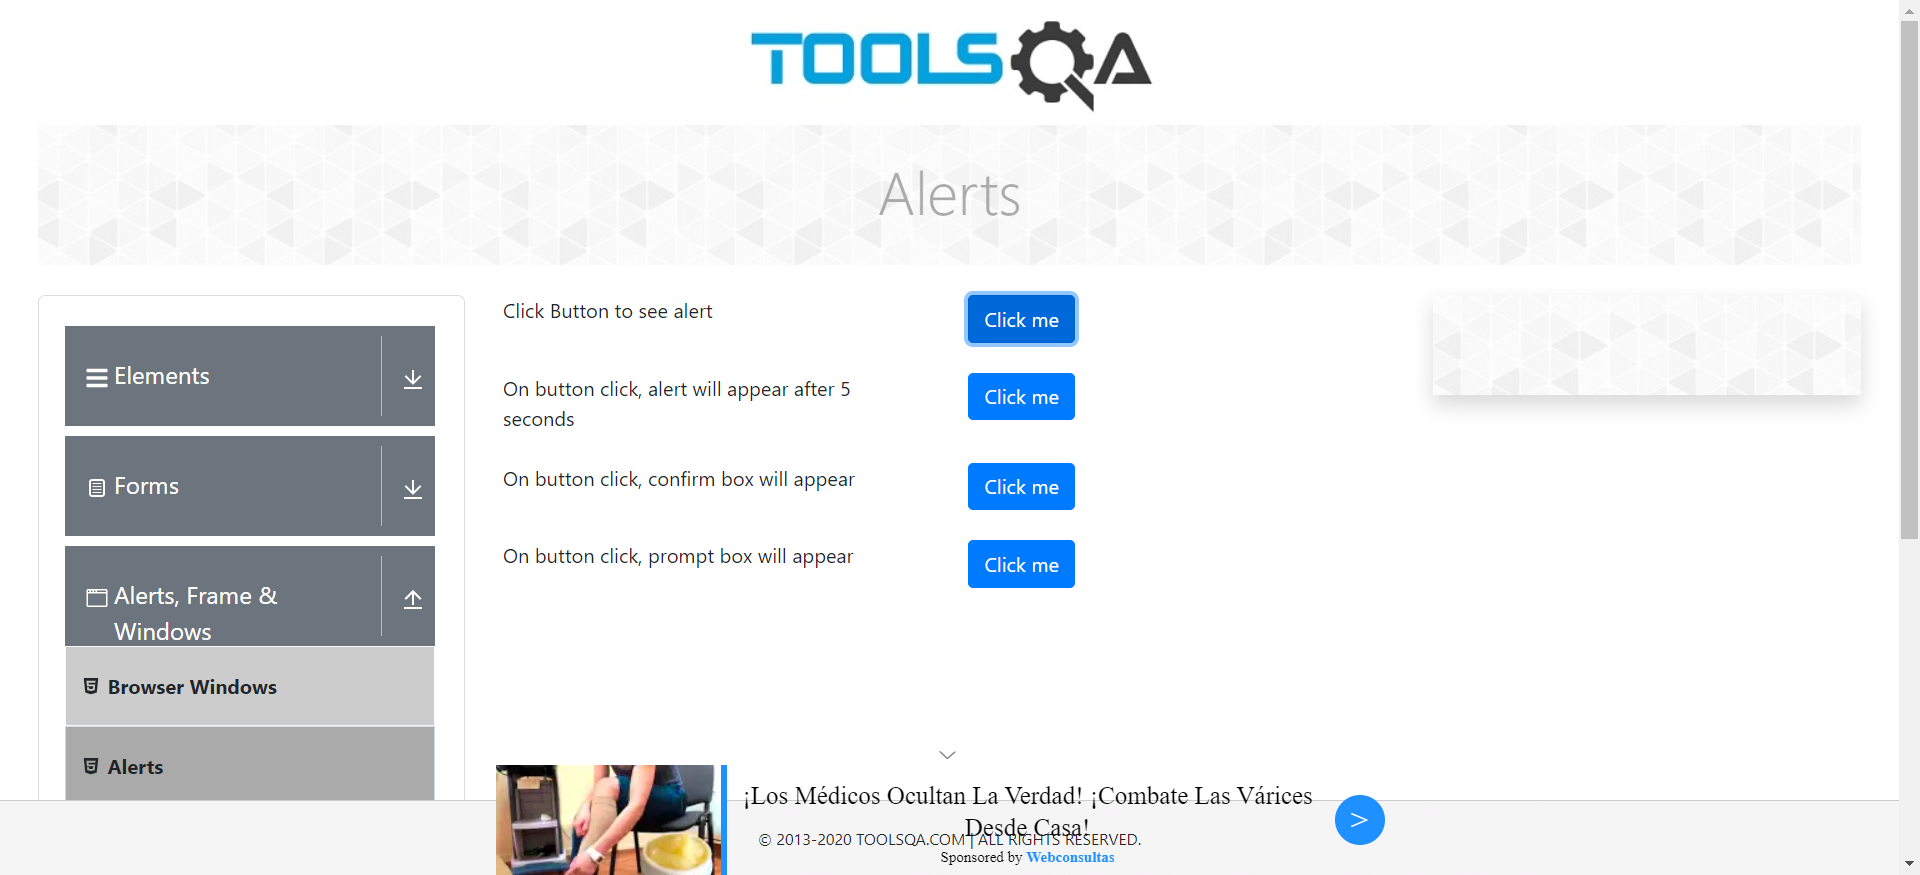 TOOLSQA
Alerts
Elements
Forms
Alerts, Frame &
Windows
Browser Windows
Alerts
Click Button to see alert
Click me
On button click, alert will appear after 5
seconds
Click me
On button click, confirm box will appear
Click me
On button click, prompt box will appear
Click me
¡Los Médicos Ocultan La Verdad! ¡Combate Las Várices
Desde Casa!
>
© 2013-2020 TOOLSQA.COM | ALL RIGHTS RESERVED.
Sponsored by Webconsultas